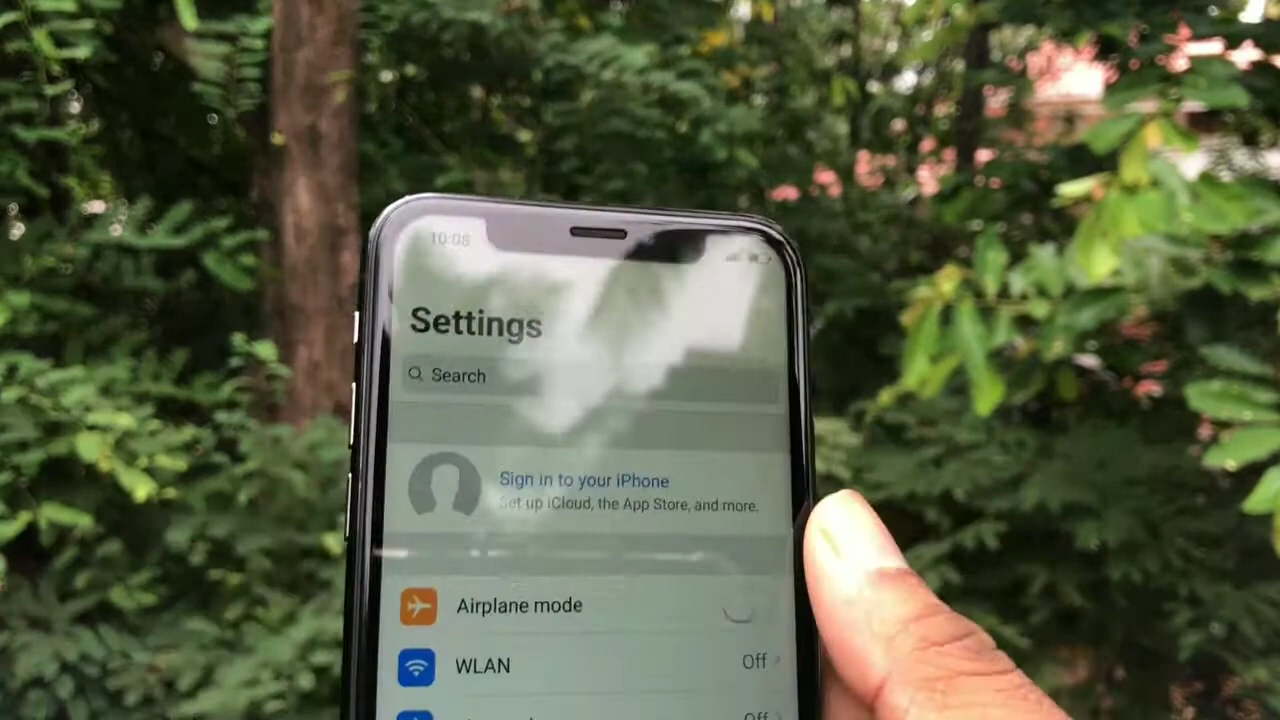 10:08
Settings
Search
Sign in to your iPhone
Set up iCloud, the App Store, and more.
Airplane mode
WLAN
Off
Off